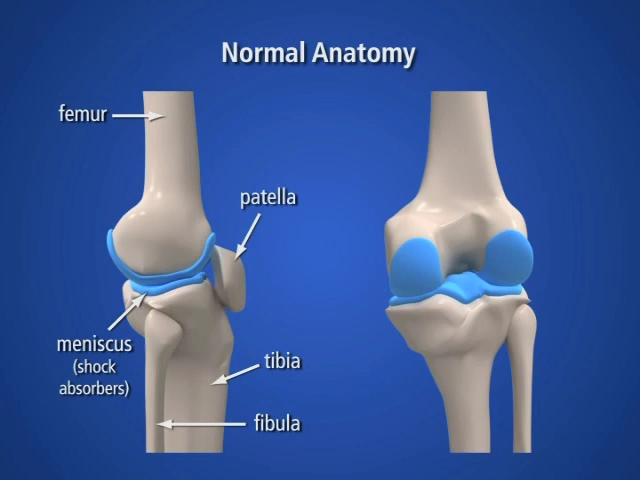 Normal Anatomy
femur
patella
meniscus
(shock
absorbers)
tibia
fibula